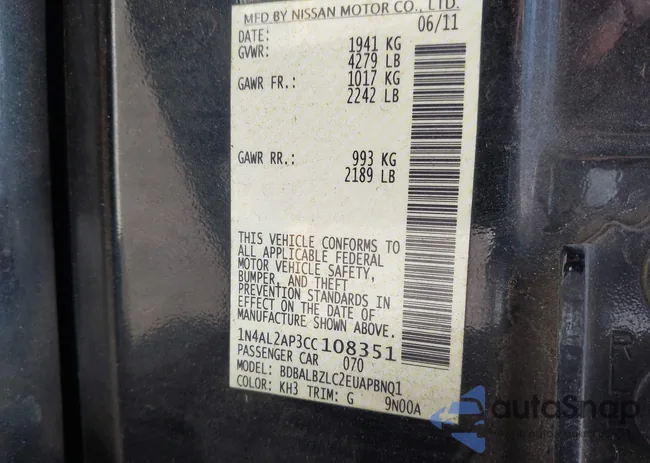 MFD BY NISSAN MOTOR CO., LTD.
DATE: 06/11
GVWR: 1941 KG
4279 LB
GAWR FR.: 1017 KG
2242 LB
GAWR RR.: 993 KG
2189 LB
THIS VEHICLE CONFORMS TO
ALL APPLICABLE FEDERAL
MOTOR VEHICLE SAFETY,
BUMPER, AND THEFT
PREVENTION STANDARDS IN
EFFECT ON THE DATE OF
MANUFACTURE SHOWN ABOVE.
1N4AL2AP3CC108351
PASSENGER CAR 070
MODEL: BDBALBZLC2EUAPBNQ1
COLOR: KH3 TRIM: G 9N00A
R
autoSnap